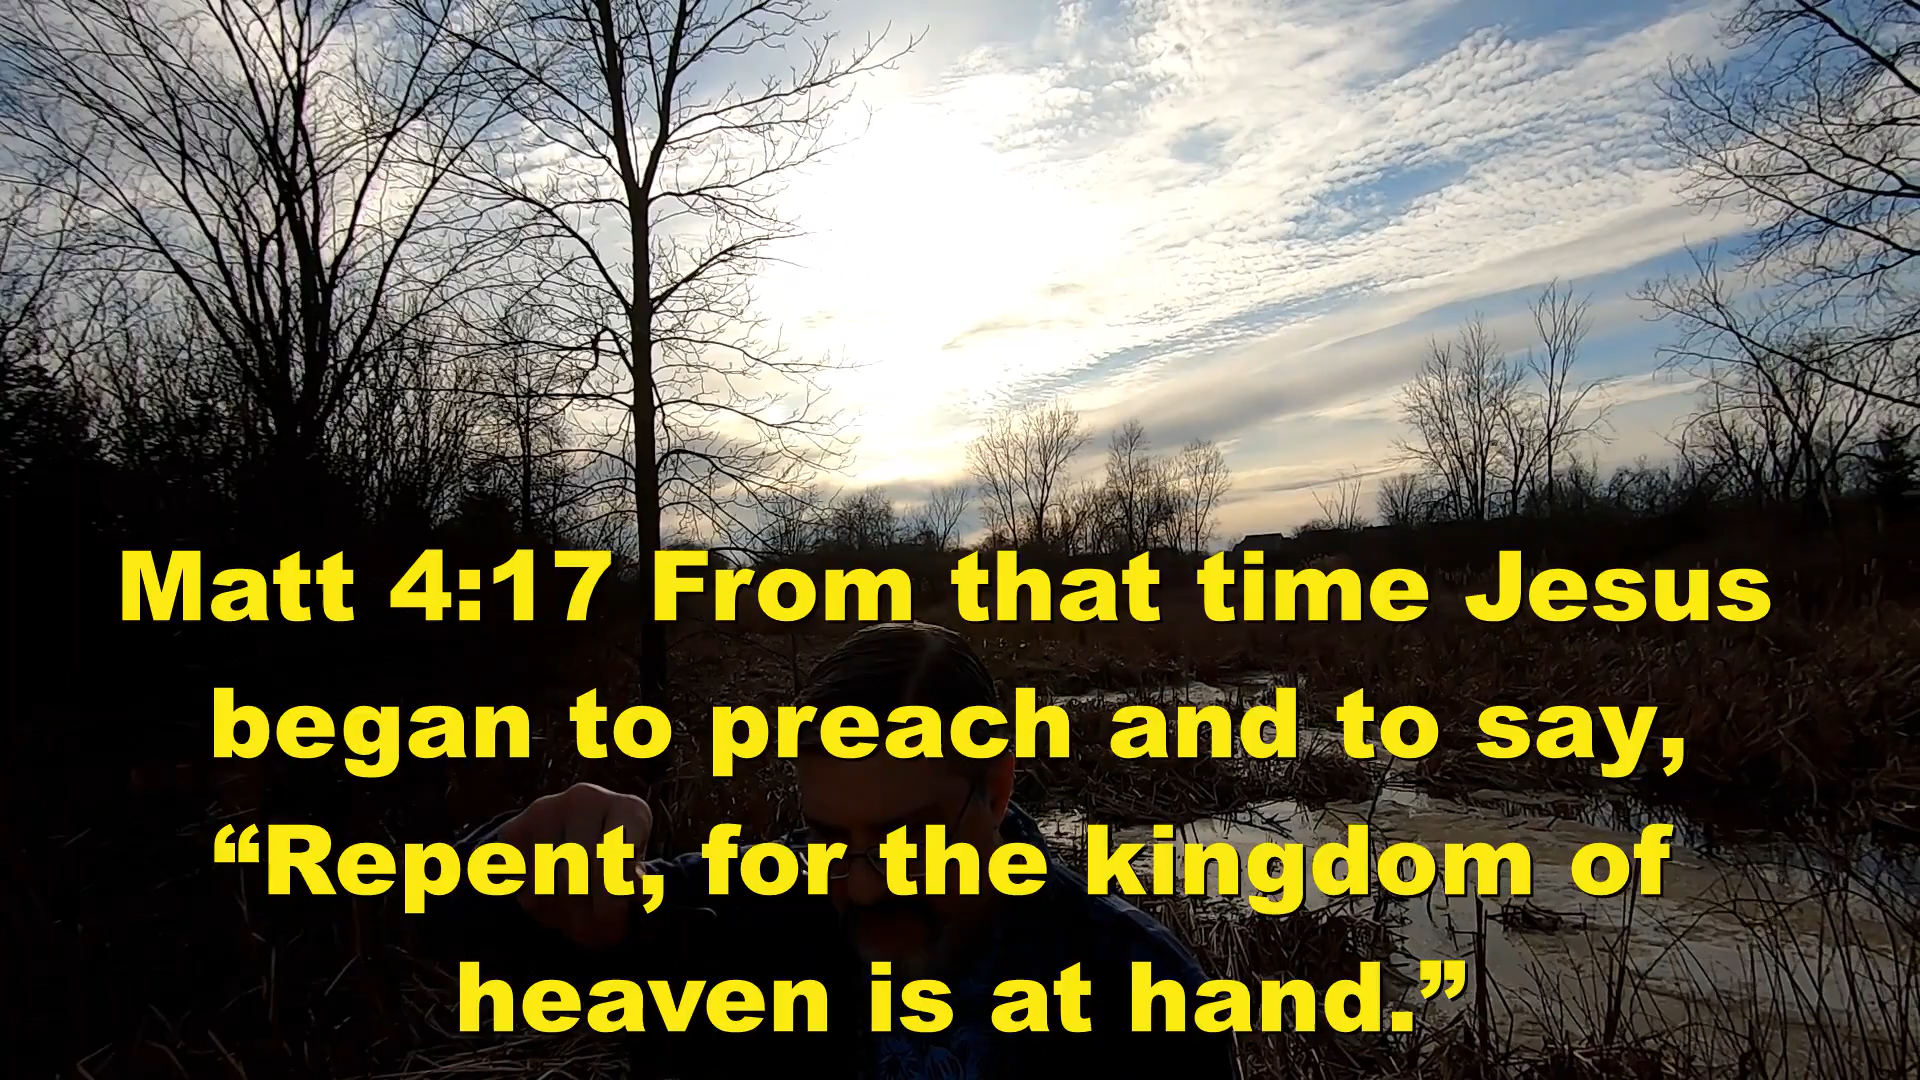 Matt 4:17 From that time Jesus
began to preach and to say,
“Repent, for the kingdom of
heaven is at hand.”